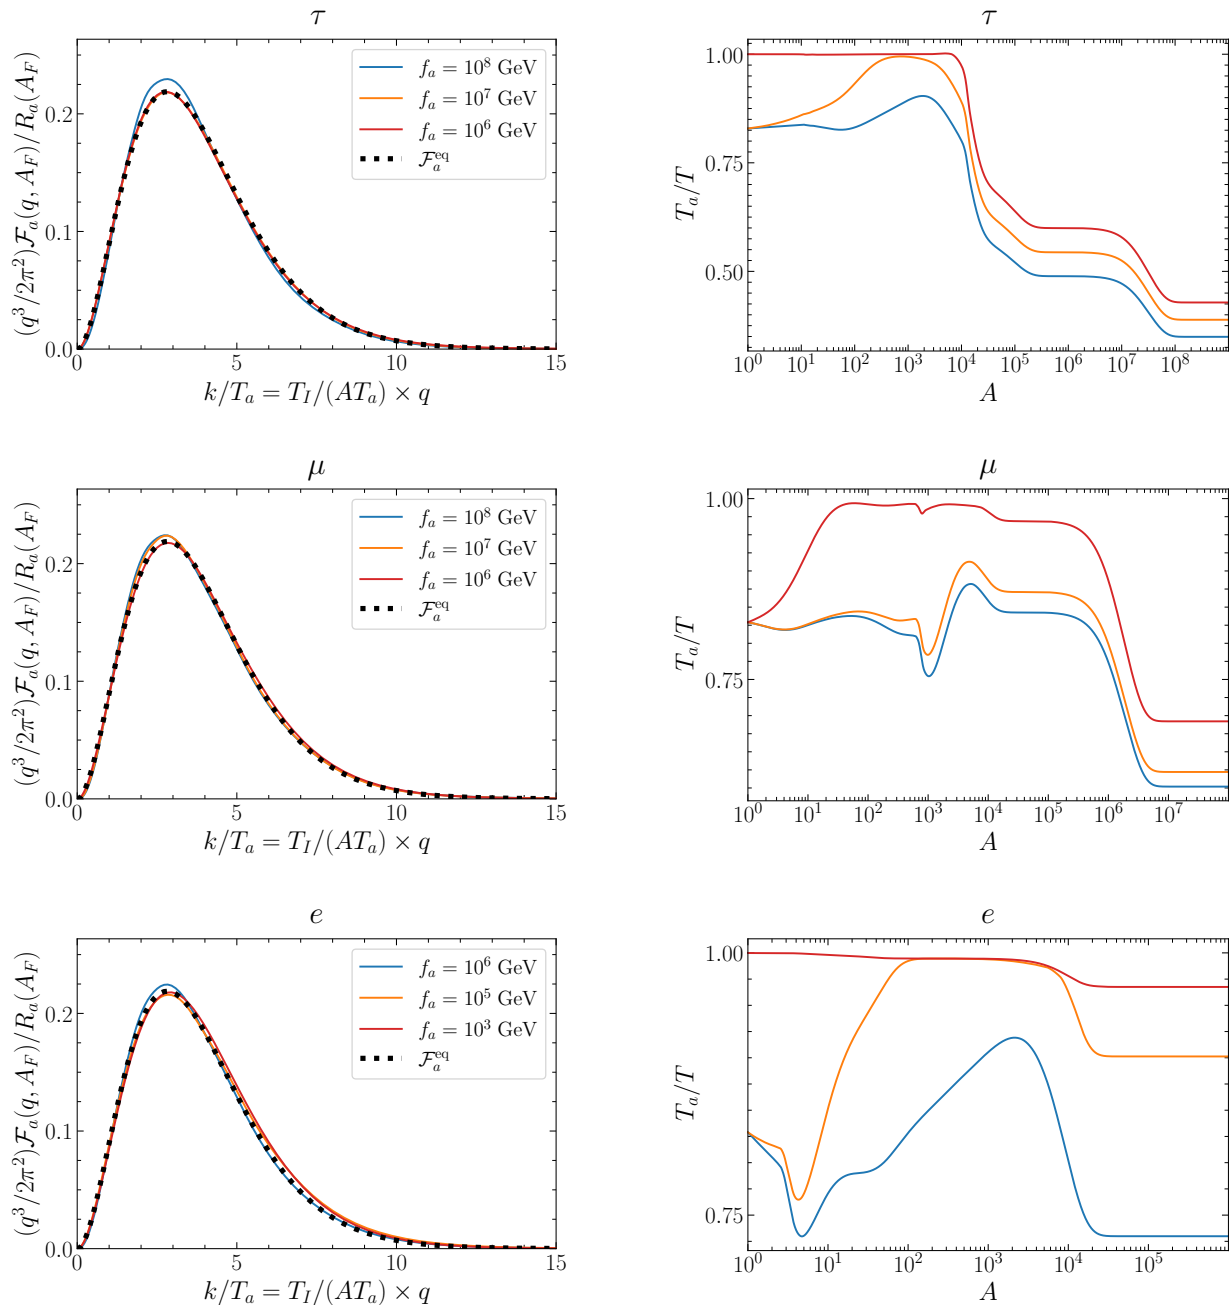 τ
(q³/2π²)ℱₐ(q, A_F)/Rₐ(A_F)
0.2
0.1
0.0
0 5 10 15
k/Tₐ = T_I/(ATₐ) × q
fₐ = 10⁸ GeV
fₐ = 10⁷ GeV
fₐ = 10⁶ GeV
ℱₐ^eq
τ
Tₐ/T
1.00
0.75
0.50
10⁰ 10¹ 10² 10³ 10⁴ 10⁵ 10⁶ 10⁷ 10⁸
A
μ
(q³/2π²)ℱₐ(q, A_F)/Rₐ(A_F)
0.2
0.1
0.0
0 5 10 15
k/Tₐ = T_I/(ATₐ) × q
fₐ = 10⁸ GeV
fₐ = 10⁷ GeV
fₐ = 10⁶ GeV
ℱₐ^eq
μ
Tₐ/T
1.00
0.75
10⁰ 10¹ 10² 10³ 10⁴ 10⁵ 10⁶ 10⁷
A
e
(q³/2π²)ℱₐ(q, A_F)/Rₐ(A_F)
0.2
0.1
0.0
0 5 10 15
k/Tₐ = T_I/(ATₐ) × q
fₐ = 10⁶ GeV
fₐ = 10⁵ GeV
fₐ = 10³ GeV
ℱₐ^eq
e
Tₐ/T
1.00
0.75
10⁰ 10¹ 10² 10³ 10⁴ 10⁵
A